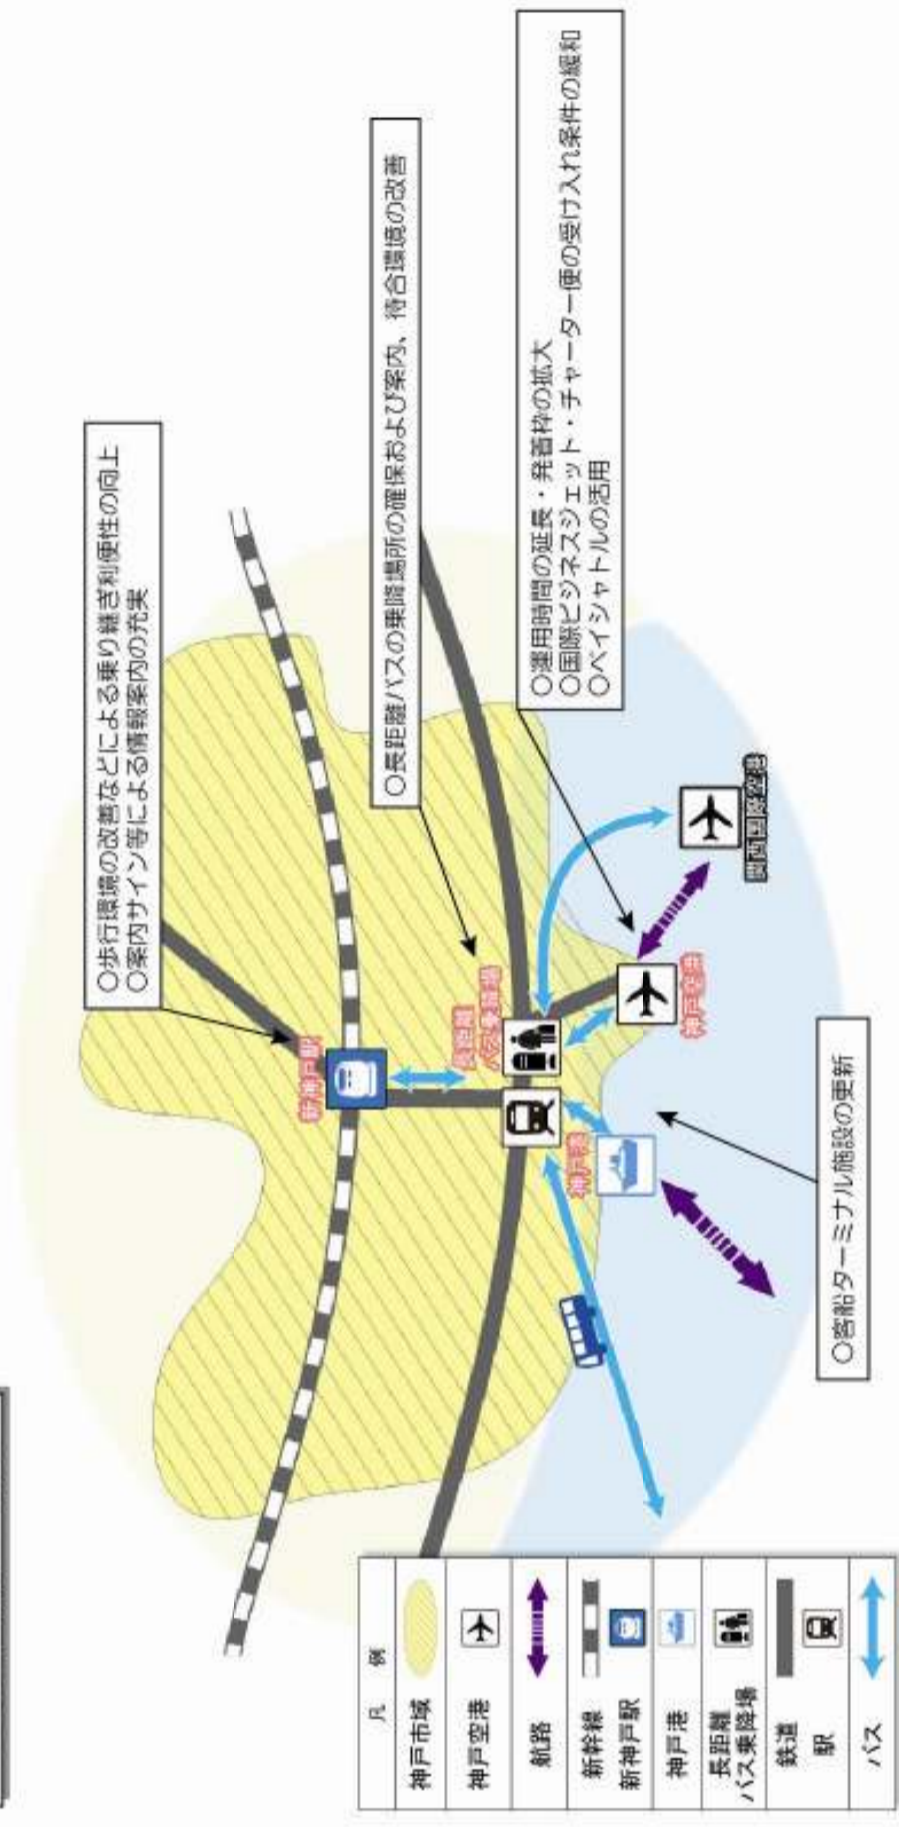 ○歩行環境の改善などによる乗り継ぎ利便性の向上
○案内サイン等による情報案内の充実
○長距離バスの乗降場所の確保および案内、待合環境の改善
○運用時間の延長・発着枠の拡大
○国際ビジネスジェット・チャーター便の受け入れ条件の緩和
○ベイシャトルの活用
○客船ターミナル施設の更新
新神戸駅
長距離
バス乗降場
神戸港
神戸空港
関西国際空港
凡 例
神戸市域
神戸空港
航路
新幹線
新神戸駅
神戸港
長距離
バス乗降場
鉄道
駅
バス